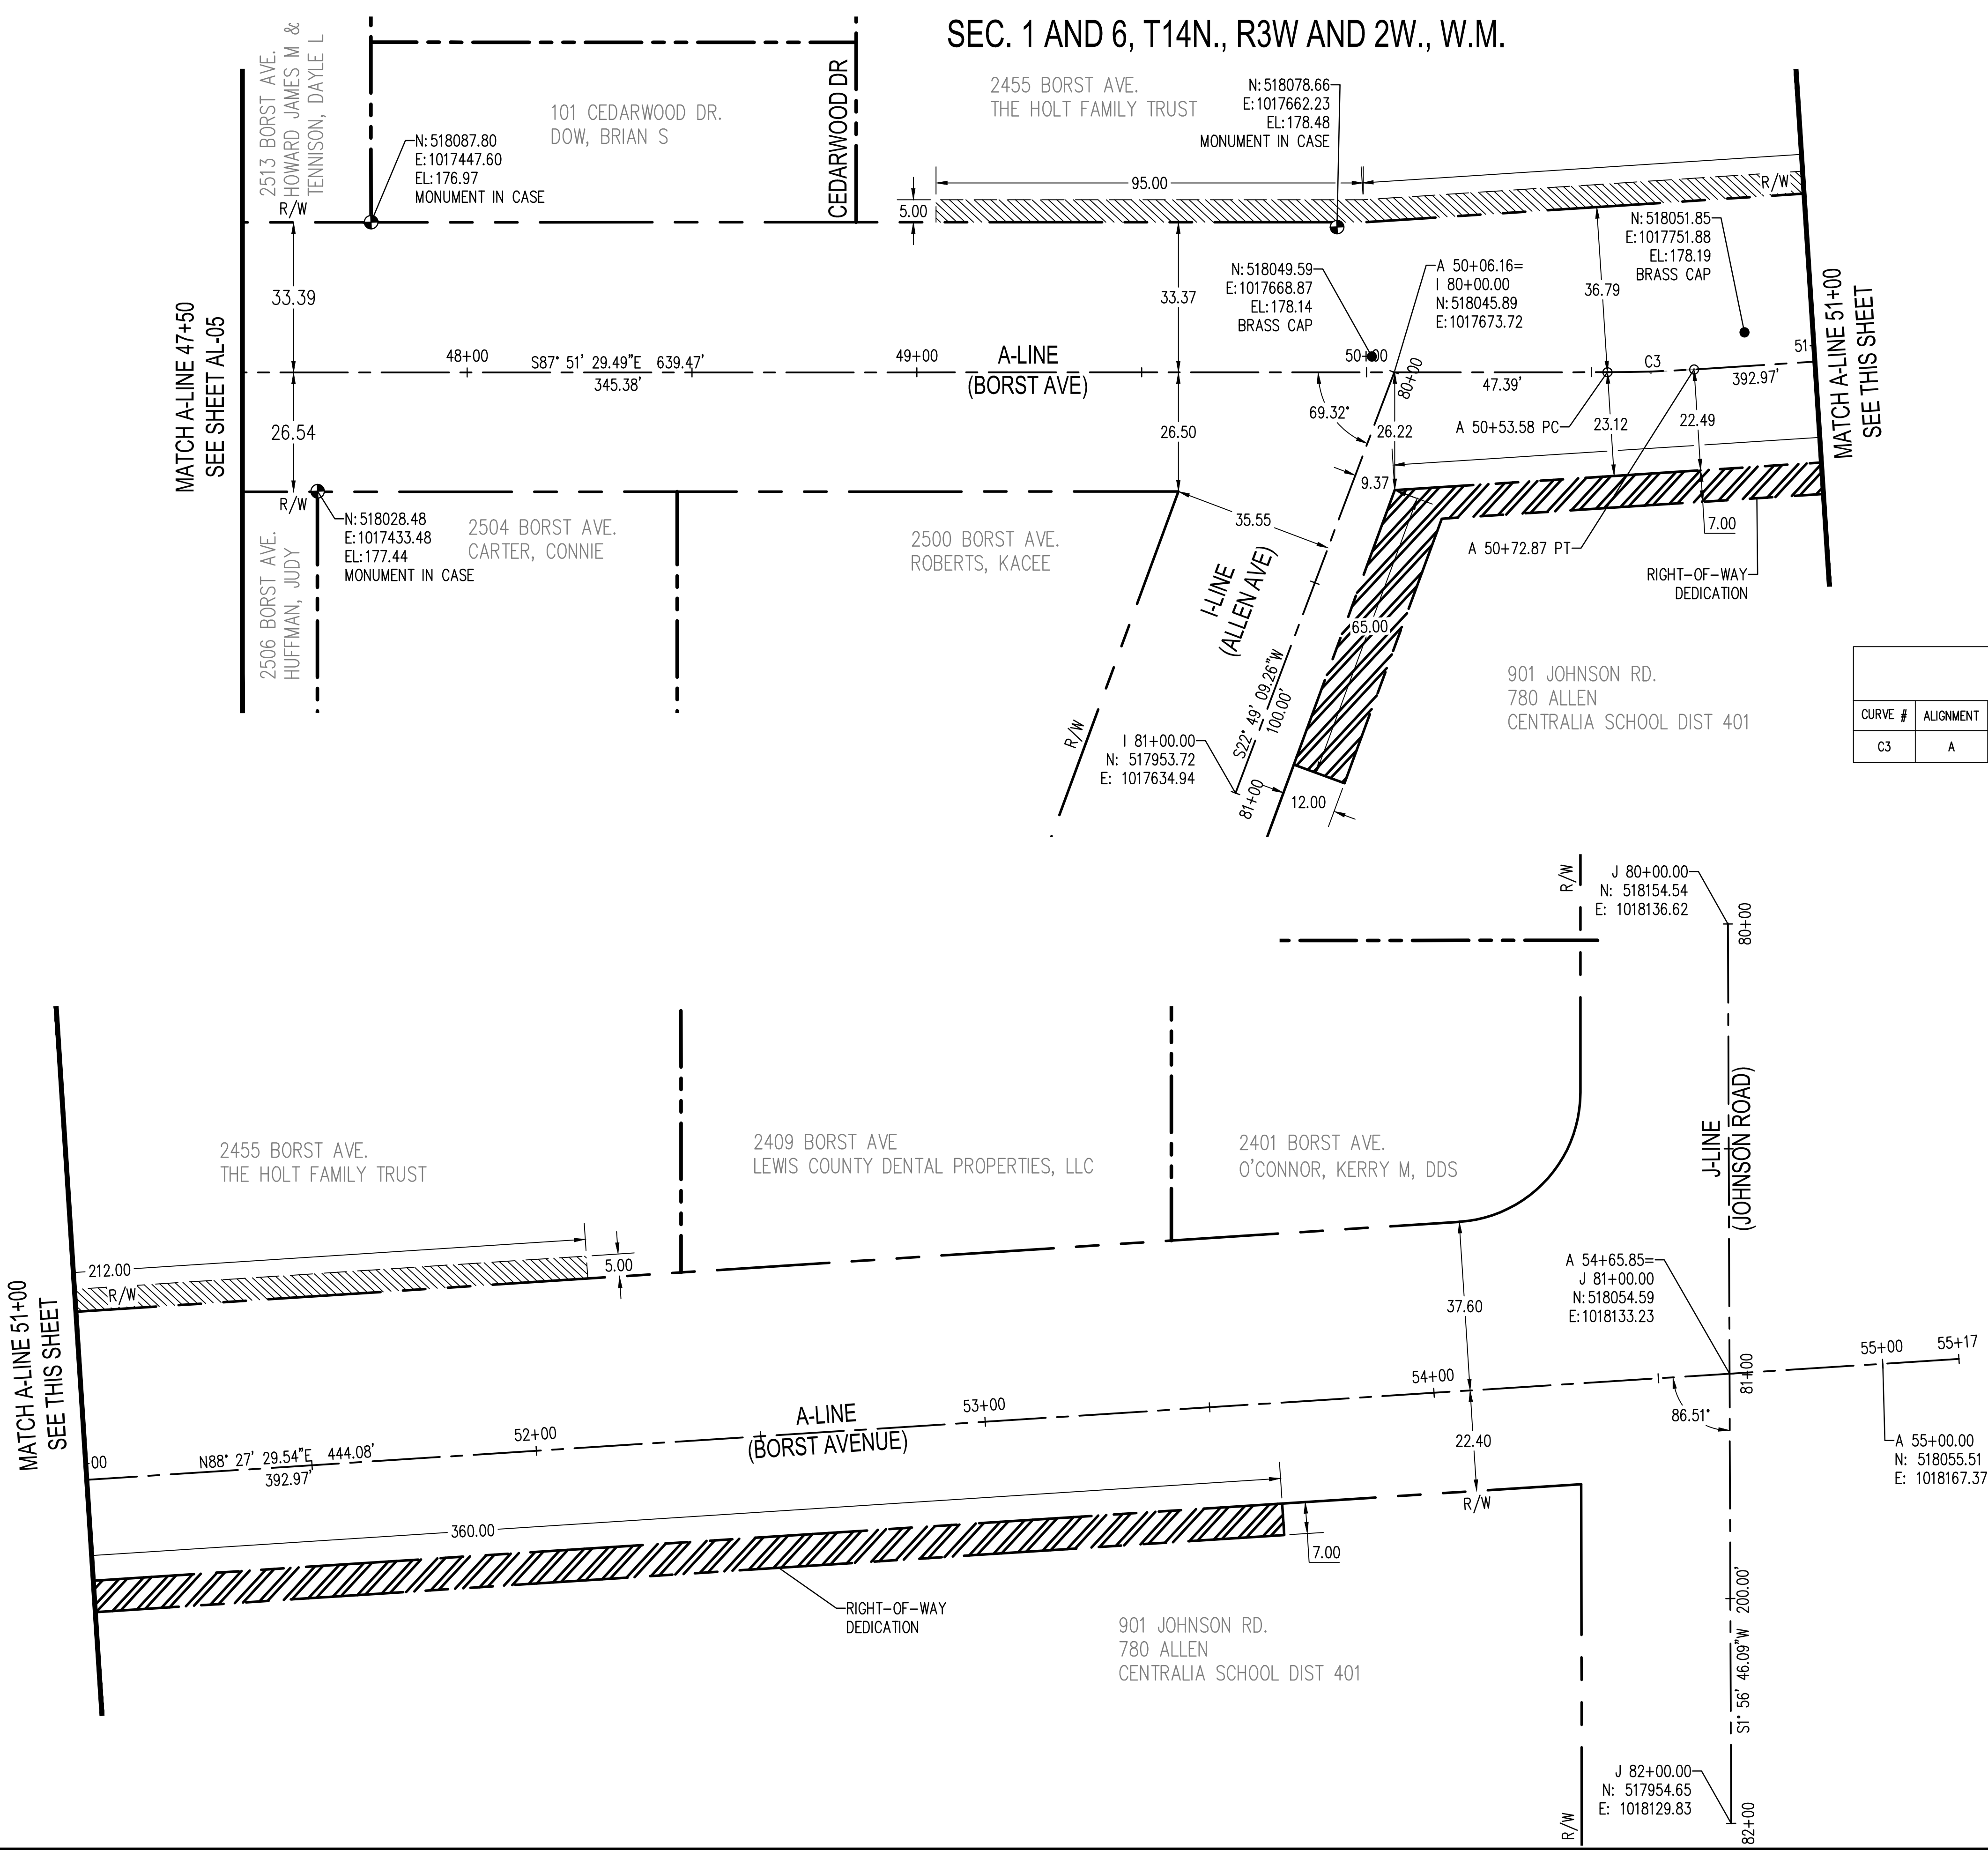 SEC. 1 AND 6, T14N., R3W AND 2W., W.M.
2513 BORST AVE.
HOWARD JAMES M &
TENNISON, DAYLE L
R/W
N:518087.80
E:1017447.60
EL:176.97
MONUMENT IN CASE
101 CEDARWOOD DR.
DOW, BRIAN S
CEDARWOOD DR
2455 BORST AVE.
THE HOLT FAMILY TRUST
N:518078.66
E:1017662.23
EL:178.48
MONUMENT IN CASE
95.00
5.00
R/W
N:518051.85
E:1017751.88
EL:178.19
BRASS CAP
N:518049.59
E:1017668.87
EL:178.14
BRASS CAP
A 50+06.16=
I 80+00.00
N:518045.89
E:1017673.72
36.79
33.39
33.37
MATCH A-LINE 47+50
SEE SHEET AL-05
MATCH A-LINE 51+00
SEE THIS SHEET
48+00
S87° 51' 29.49"E 639.47'
345.38'
49+00
A-LINE
(BORST AVE)
50+00
80+00
47.39'
C3
392.97'
51+
69.32°
26.54
26.50
26.22
A 50+53.58 PC
23.12
22.49
9.37
R/W
N:518028.48
E:1017433.48
EL:177.44
MONUMENT IN CASE
2506 BORST AVE.
HUFFMAN, JUDY
2504 BORST AVE.
CARTER, CONNIE
2500 BORST AVE.
ROBERTS, KACEE
35.55
7.00
A 50+72.87 PT
RIGHT-OF-WAY
DEDICATION
I-LINE
(ALLEN AVE)
65.00
S22° 49' 09.26"W
100.00'
R/W
I 81+00.00
N: 517953.72
E: 1017634.94
81+00
12.00
901 JOHNSON RD.
780 ALLEN
CENTRALIA SCHOOL DIST 401
CURVE # ALIGNMENT
C3 A
R/W
J 80+00.00
N: 518154.54
E: 1018136.62
80+00
2455 BORST AVE.
THE HOLT FAMILY TRUST
2409 BORST AVE
LEWIS COUNTY DENTAL PROPERTIES, LLC
2401 BORST AVE.
O'CONNOR, KERRY M, DDS
J-LINE
(JOHNSON ROAD)
212.00
5.00
R/W
MATCH A-LINE 51+00
SEE THIS SHEET
A 54+65.85=
J 81+00.00
N:518054.59
E:1018133.23
37.60
55+00
55+17
81+00
54+00
53+00
52+00
A-LINE
(BORST AVENUE)
86.51°
+00
N88° 27' 29.54"E 444.08'
392.97'
22.40
A 55+00.00
N: 518055.51
E: 1018167.37
R/W
360.00
7.00
RIGHT-OF-WAY
DEDICATION
901 JOHNSON RD.
780 ALLEN
CENTRALIA SCHOOL DIST 401
S1° 56' 46.09"W 200.00'
J 82+00.00
N: 517954.65
E: 1018129.83
R/W
82+00